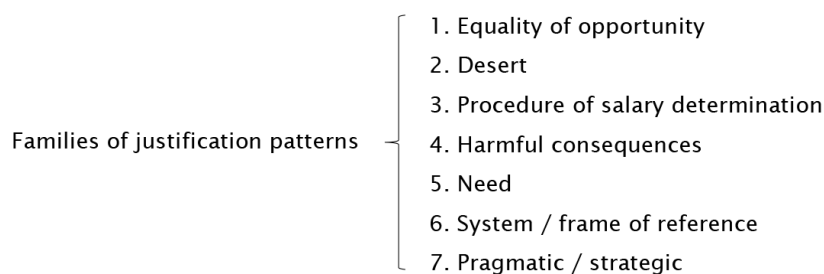 Families of justification patterns
1. Equality of opportunity
2. Desert
3. Procedure of salary determination
4. Harmful consequences
5. Need
6. System / frame of reference
7. Pragmatic / strategic